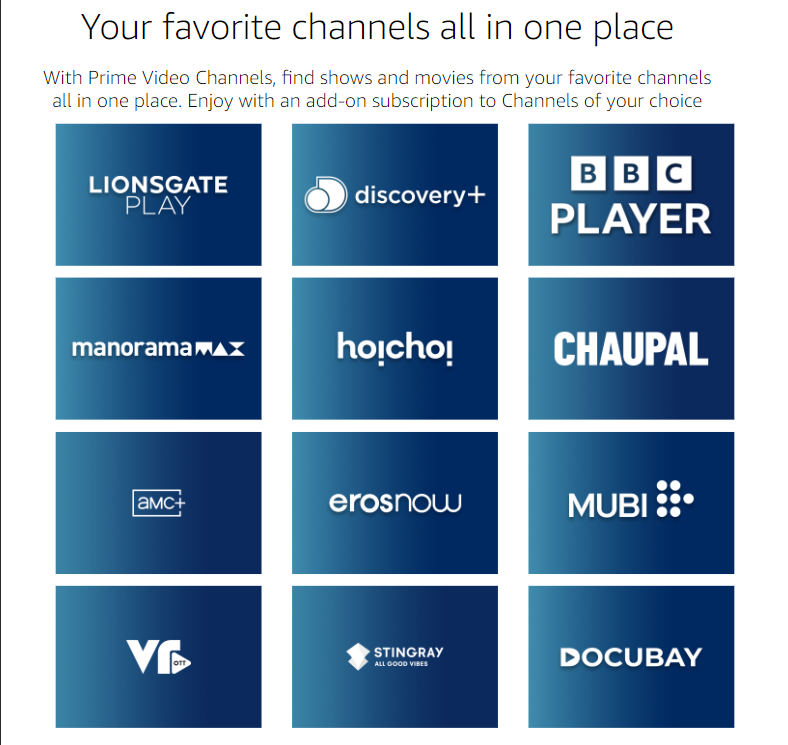 Your favorite channels all in one place
With Prime Video Channels, find shows and movies from your favorite channels
all in one place. Enjoy with an add-on subscription to Channels of your choice
LIONSGATE
PLAY
discovery+
BBC
PLAYER
manoramaMAX
hoichoi
CHAUPAL
aMC+
erosnow
MUBI
VR
OTT
STINGRAY
ALL GOOD VIBES
DOCUBAY